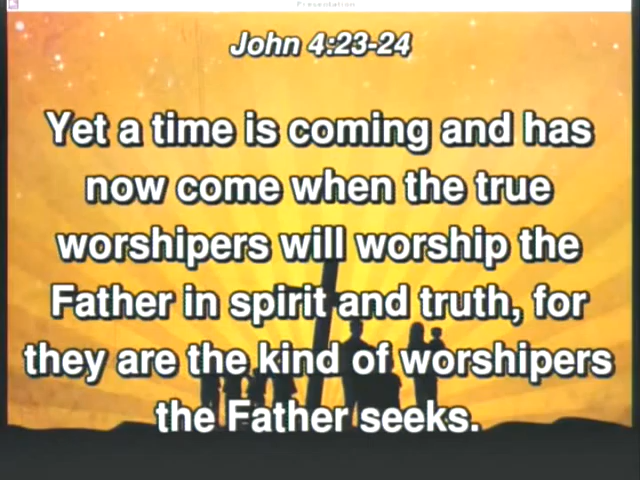 Presentation
John 4:23-24
Yet a time is coming and has
now come when the true
worshipers will worship the
Father in spirit and truth, for
they are the kind of worshipers
the Father seeks.